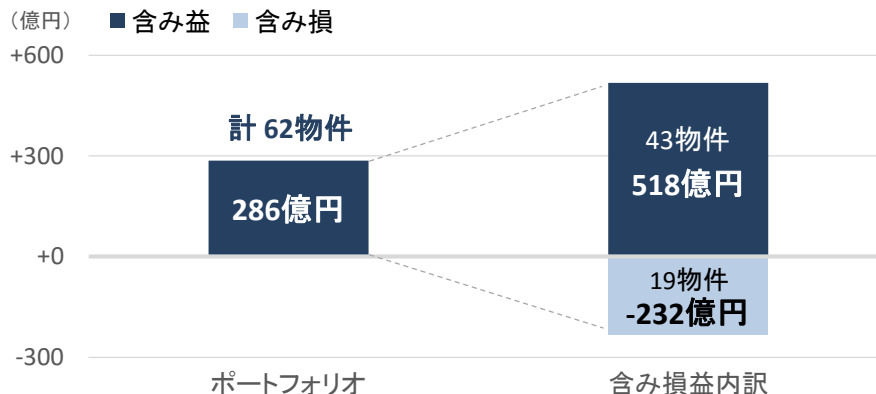 （億円）
■含み益 ■含み損
+600
計 62物件
43物件
+300
518億円
286億円
+0
19物件
-232億円
-300
ポートフォリオ 含み損益内訳